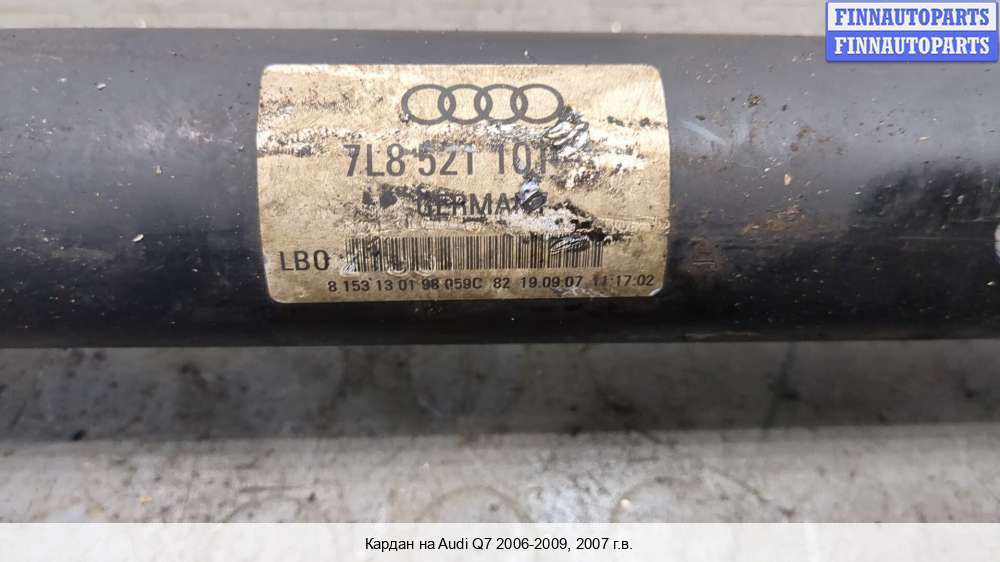 FINNAUTOPARTS
FINNAUTOPARTS
7L8 521 101
GERMANY
LB0
8 153 13 01 98 059C 82 19.09.07 11:17:02
Кардан на Audi Q7 2006-2009, 2007 г.в.